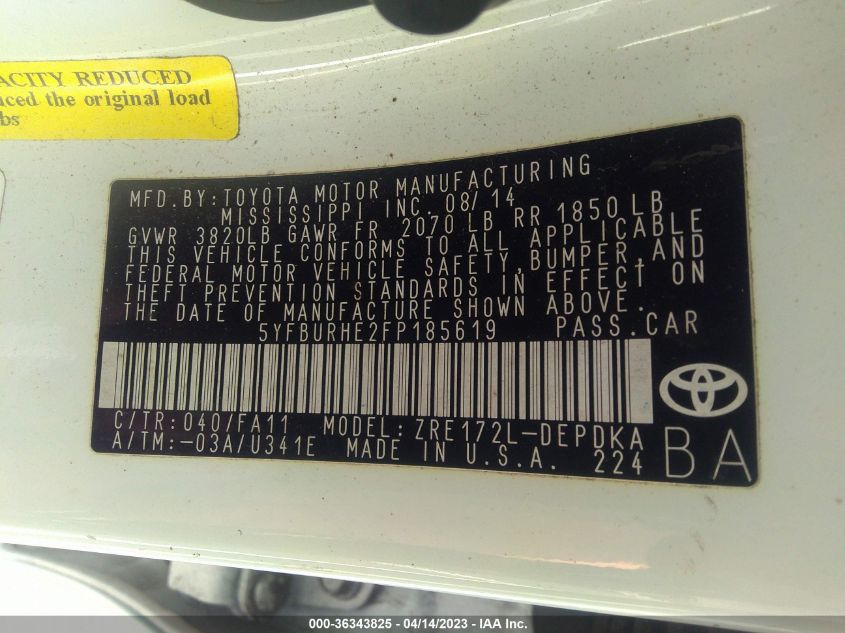 ACITY REDUCED
uced the original load
bs
MFD.BY:TOYOTA MOTOR MANUFACTURING
MISSISSIPPI INC. 08/14
GVWR 3820LB GAWR FR 2070 LB RR 1850 LB
THIS VEHICLE CONFORMS TO ALL APPLICABLE
FEDERAL MOTOR VEHICLE SAFETY,BUMPER,AND
THEFT PREVENTION STANDARDS IN EFFECT ON
THE DATE OF MANUFACTURE SHOWN ABOVE.
5YFBURHE2FP185619 PASS.CAR
C/TR:040/FA11 MODEL:ZRE172L-DEPDKA
A/TM:-03A/U341E MADE IN U.S.A. 224 BA
000-36343825 - 04/14/2023 - IAA Inc.